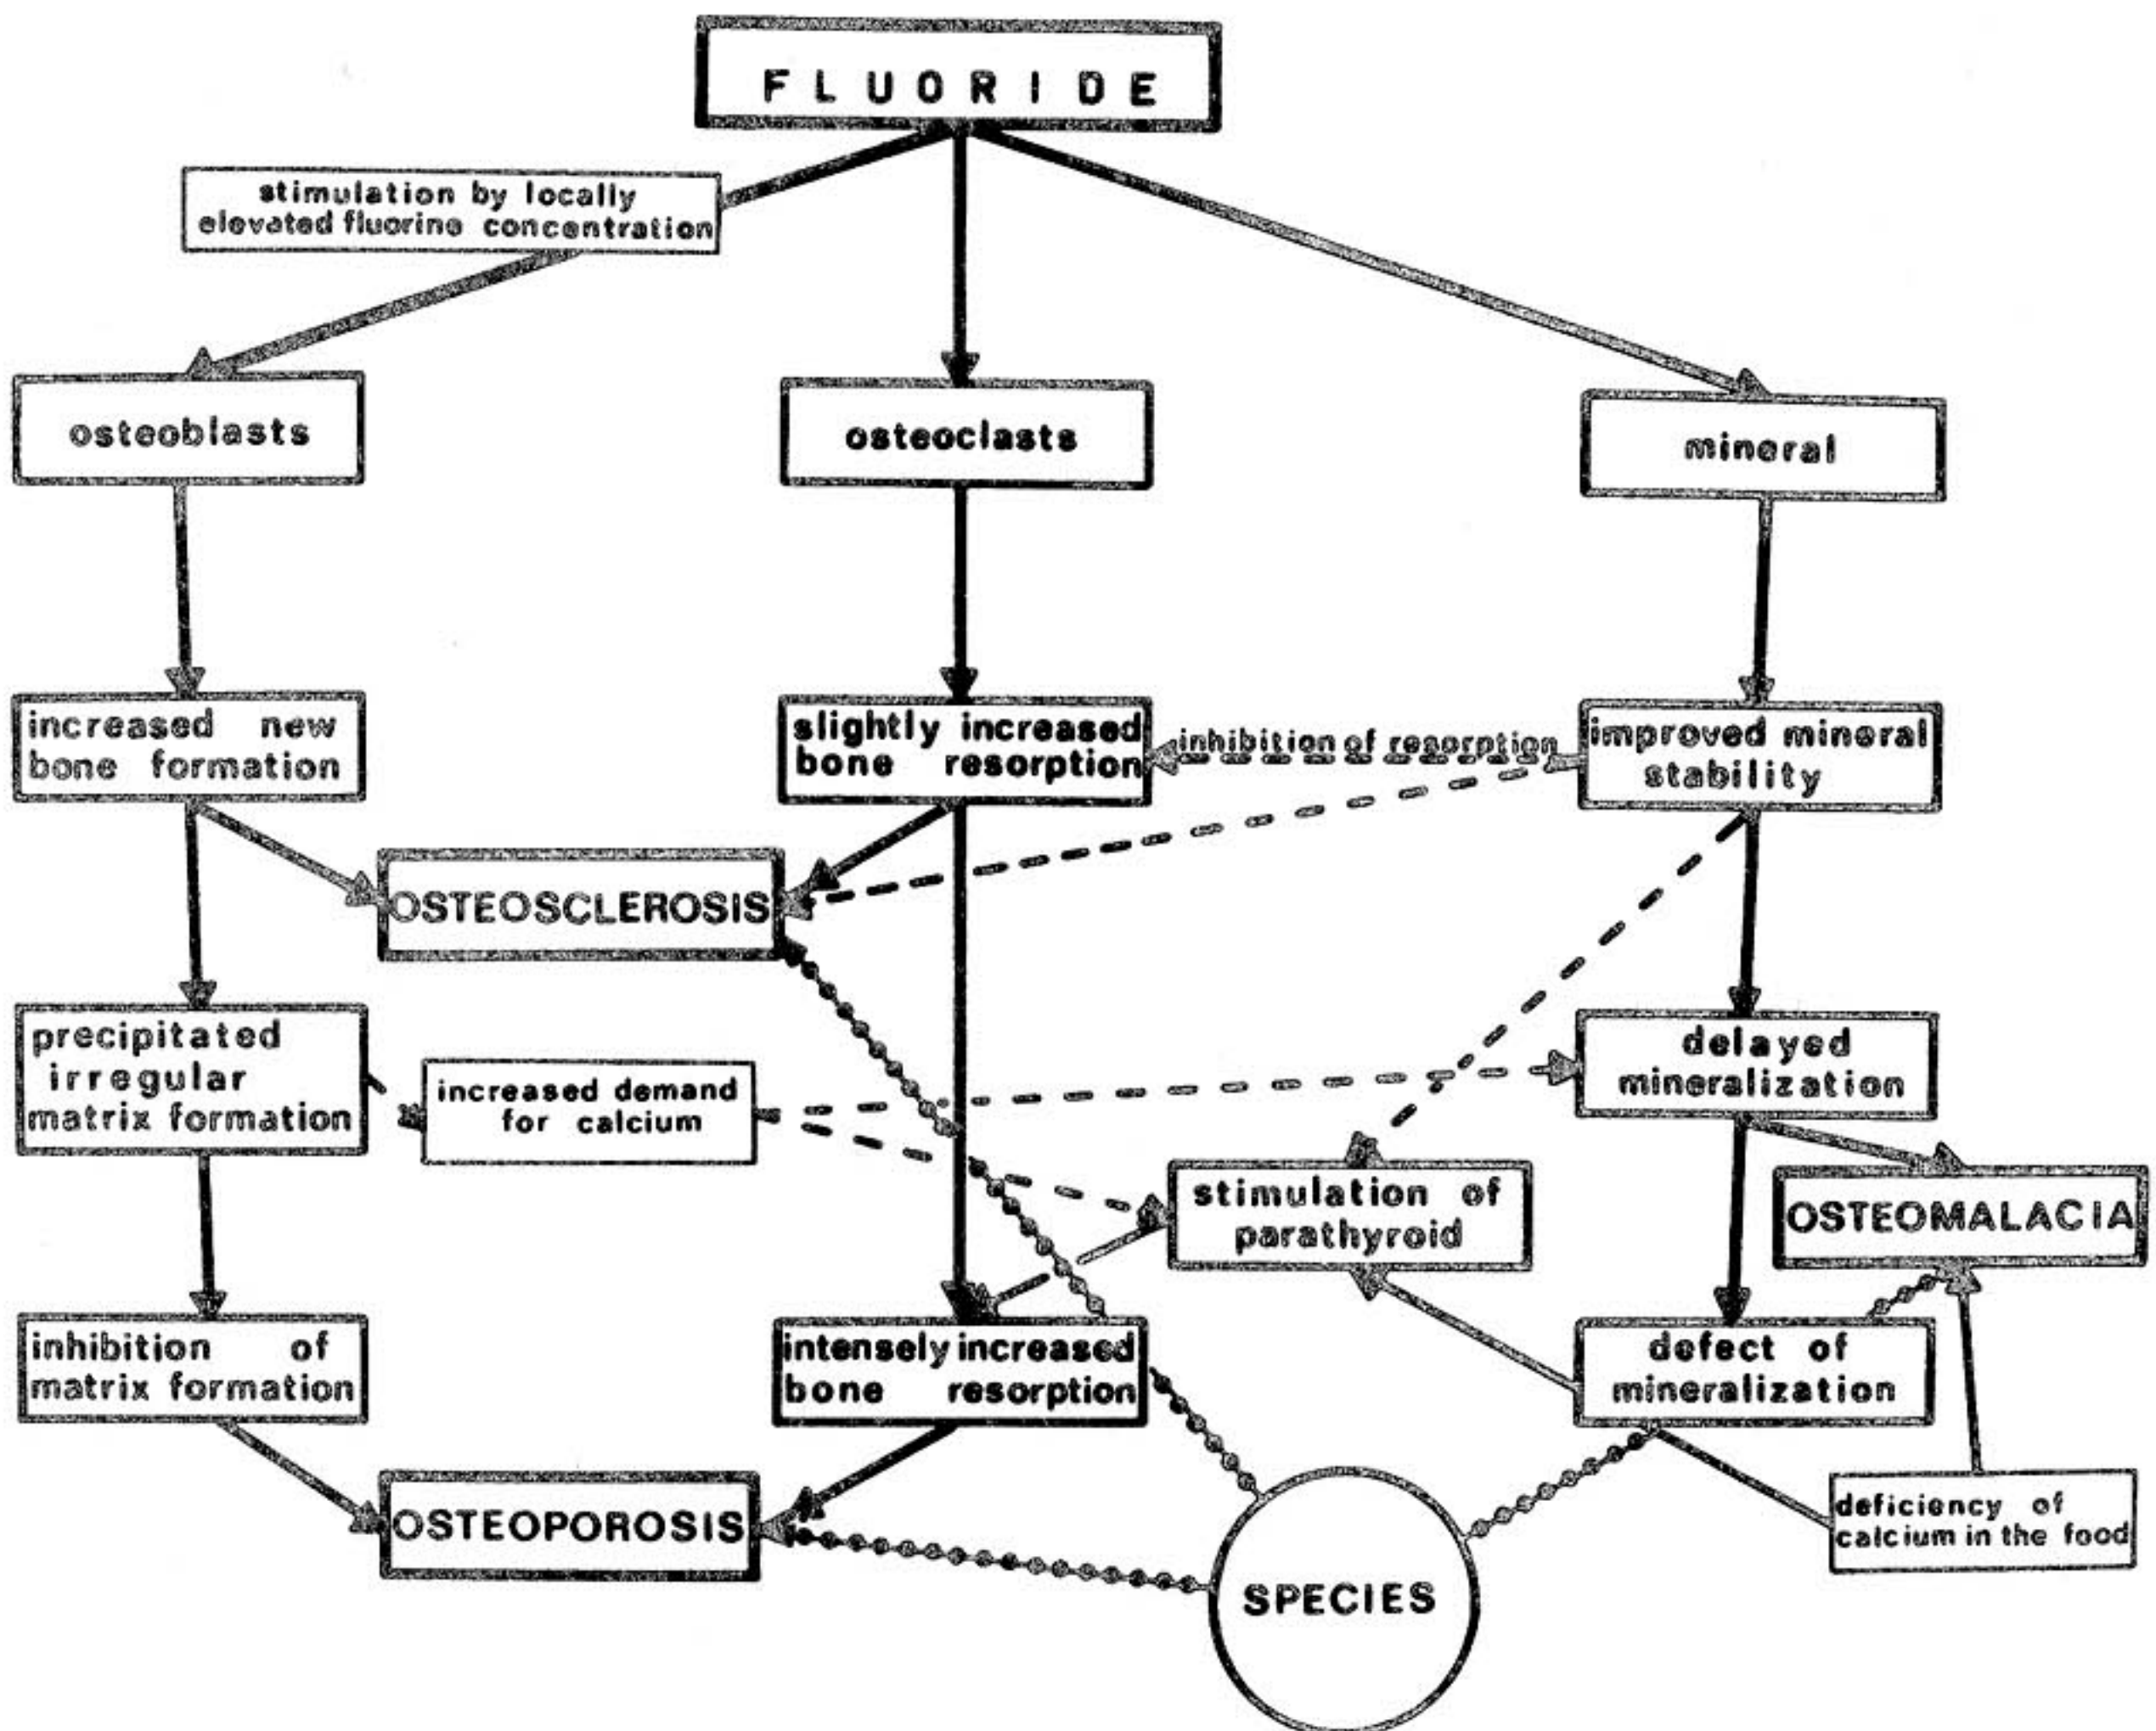 FLUORIDE
stimulation by locally
elevated fluorine concentration
osteoblasts
osteoclasts
mineral
increased new
bone formation
slightly increased
bone resorption
inhibition of resorption
improved mineral
stability
OSTEOSCLEROSIS
precipitated
irregular
matrix formation
increased demand
for calcium
delayed
mineralization
stimulation of
parathyroid
OSTEOMALACIA
inhibition of
matrix formation
intensely increased
bone resorption
defect of
mineralization
OSTEOPOROSIS
SPECIES
deficiency of
calcium in the food